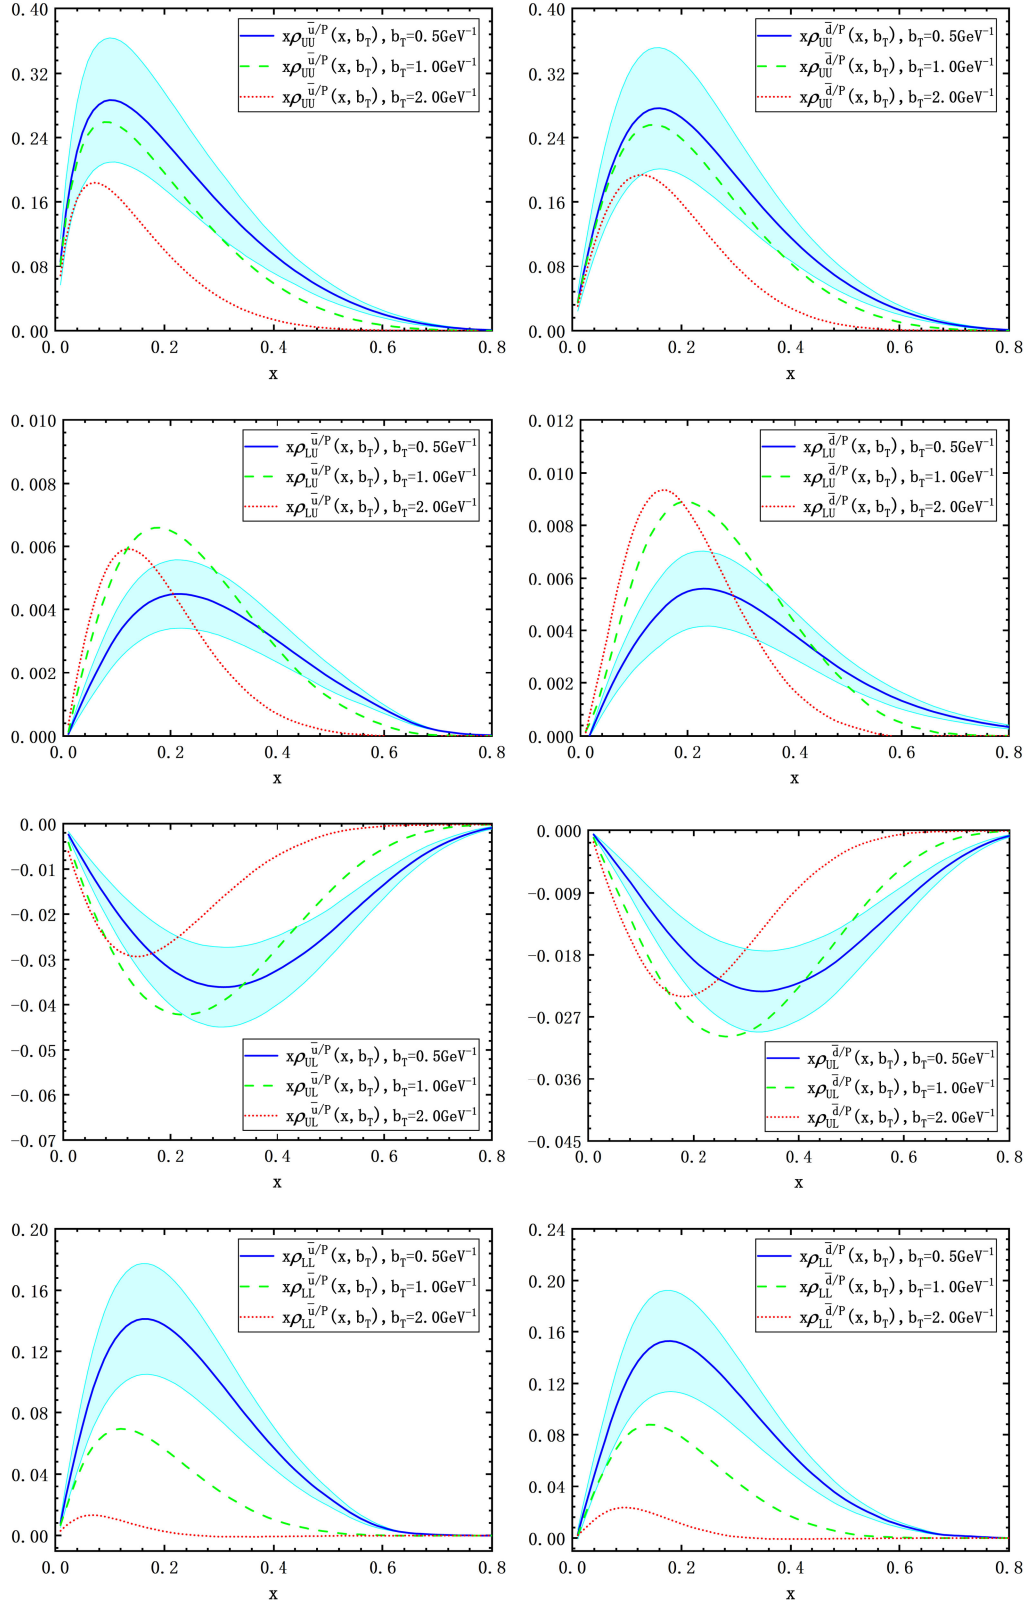 0.40
0.32
0.24
0.16
0.08
0.00
0.0 0.2 0.4 0.6 0.8
x
xρ_UU^{ū/P}(x, b_T), b_T=0.5GeV⁻¹
xρ_UU^{ū/P}(x, b_T), b_T=1.0GeV⁻¹
xρ_UU^{ū/P}(x, b_T), b_T=2.0GeV⁻¹
0.40
0.32
0.24
0.16
0.08
0.00
0.0 0.2 0.4 0.6 0.8
x
xρ_UU^{d̄/P}(x, b_T), b_T=0.5GeV⁻¹
xρ_UU^{d̄/P}(x, b_T), b_T=1.0GeV⁻¹
xρ_UU^{d̄/P}(x, b_T), b_T=2.0GeV⁻¹
0.010
0.008
0.006
0.004
0.002
0.000
0.0 0.2 0.4 0.6 0.8
x
xρ_LU^{ū/P}(x, b_T), b_T=0.5GeV⁻¹
xρ_LU^{ū/P}(x, b_T), b_T=1.0GeV⁻¹
xρ_LU^{ū/P}(x, b_T), b_T=2.0GeV⁻¹
0.012
0.010
0.008
0.006
0.004
0.002
0.000
0.0 0.2 0.4 0.6 0.8
x
xρ_LU^{d̄/P}(x, b_T), b_T=0.5GeV⁻¹
xρ_LU^{d̄/P}(x, b_T), b_T=1.0GeV⁻¹
xρ_LU^{d̄/P}(x, b_T), b_T=2.0GeV⁻¹
0.00
-0.01
-0.02
-0.03
-0.04
-0.05
-0.06
-0.07
0.0 0.2 0.4 0.6 0.8
x
xρ_UL^{ū/P}(x, b_T), b_T=0.5GeV⁻¹
xρ_UL^{ū/P}(x, b_T), b_T=1.0GeV⁻¹
xρ_UL^{ū/P}(x, b_T), b_T=2.0GeV⁻¹
0.000
-0.009
-0.018
-0.027
-0.036
-0.045
0.0 0.2 0.4 0.6 0.8
x
xρ_UL^{d̄/P}(x, b_T), b_T=0.5GeV⁻¹
xρ_UL^{d̄/P}(x, b_T), b_T=1.0GeV⁻¹
xρ_UL^{d̄/P}(x, b_T), b_T=2.0GeV⁻¹
0.20
0.16
0.12
0.08
0.04
0.00
0.0 0.2 0.4 0.6 0.8
x
xρ_LL^{ū/P}(x, b_T), b_T=0.5GeV⁻¹
xρ_LL^{ū/P}(x, b_T), b_T=1.0GeV⁻¹
xρ_LL^{ū/P}(x, b_T), b_T=2.0GeV⁻¹
0.24
0.20
0.16
0.12
0.08
0.04
0.00
0.0 0.2 0.4 0.6 0.8
x
xρ_LL^{d̄/P}(x, b_T), b_T=0.5GeV⁻¹
xρ_LL^{d̄/P}(x, b_T), b_T=1.0GeV⁻¹
xρ_LL^{d̄/P}(x, b_T), b_T=2.0GeV⁻¹